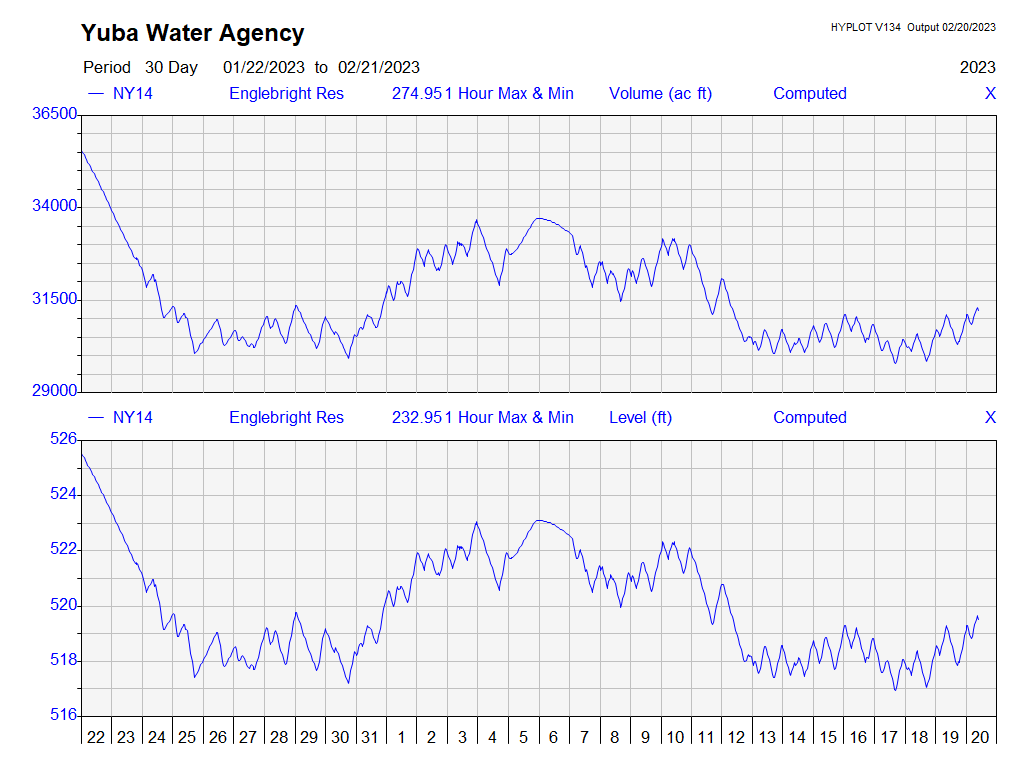 Yuba Water Agency
HYPLOT V134 Output 02/20/2023
Period 30 Day 01/22/2023 to 02/21/2023 2023
NY14 Englebright Res 274.951 Hour Max & Min Volume (ac ft) Computed X
36500
34000
31500
29000
NY14 Englebright Res 232.951 Hour Max & Min Level (ft) Computed X
526
524
522
520
518
516
22 23 24 25 26 27 28 29 30 31 1 2 3 4 5 6 7 8 9 10 11 12 13 14 15 16 17 18 19 20